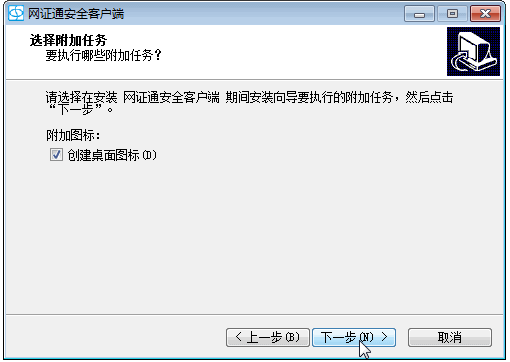 网证通安全客户端
选择附加任务
要执行哪些附加任务？
请选择在安装 网证通安全客户端 期间安装向导要执行的附加任务，然后点击
“下一步”。
附加图标：
创建桌面图标(D)
< 上一步(B)
下一步(N) >
取消